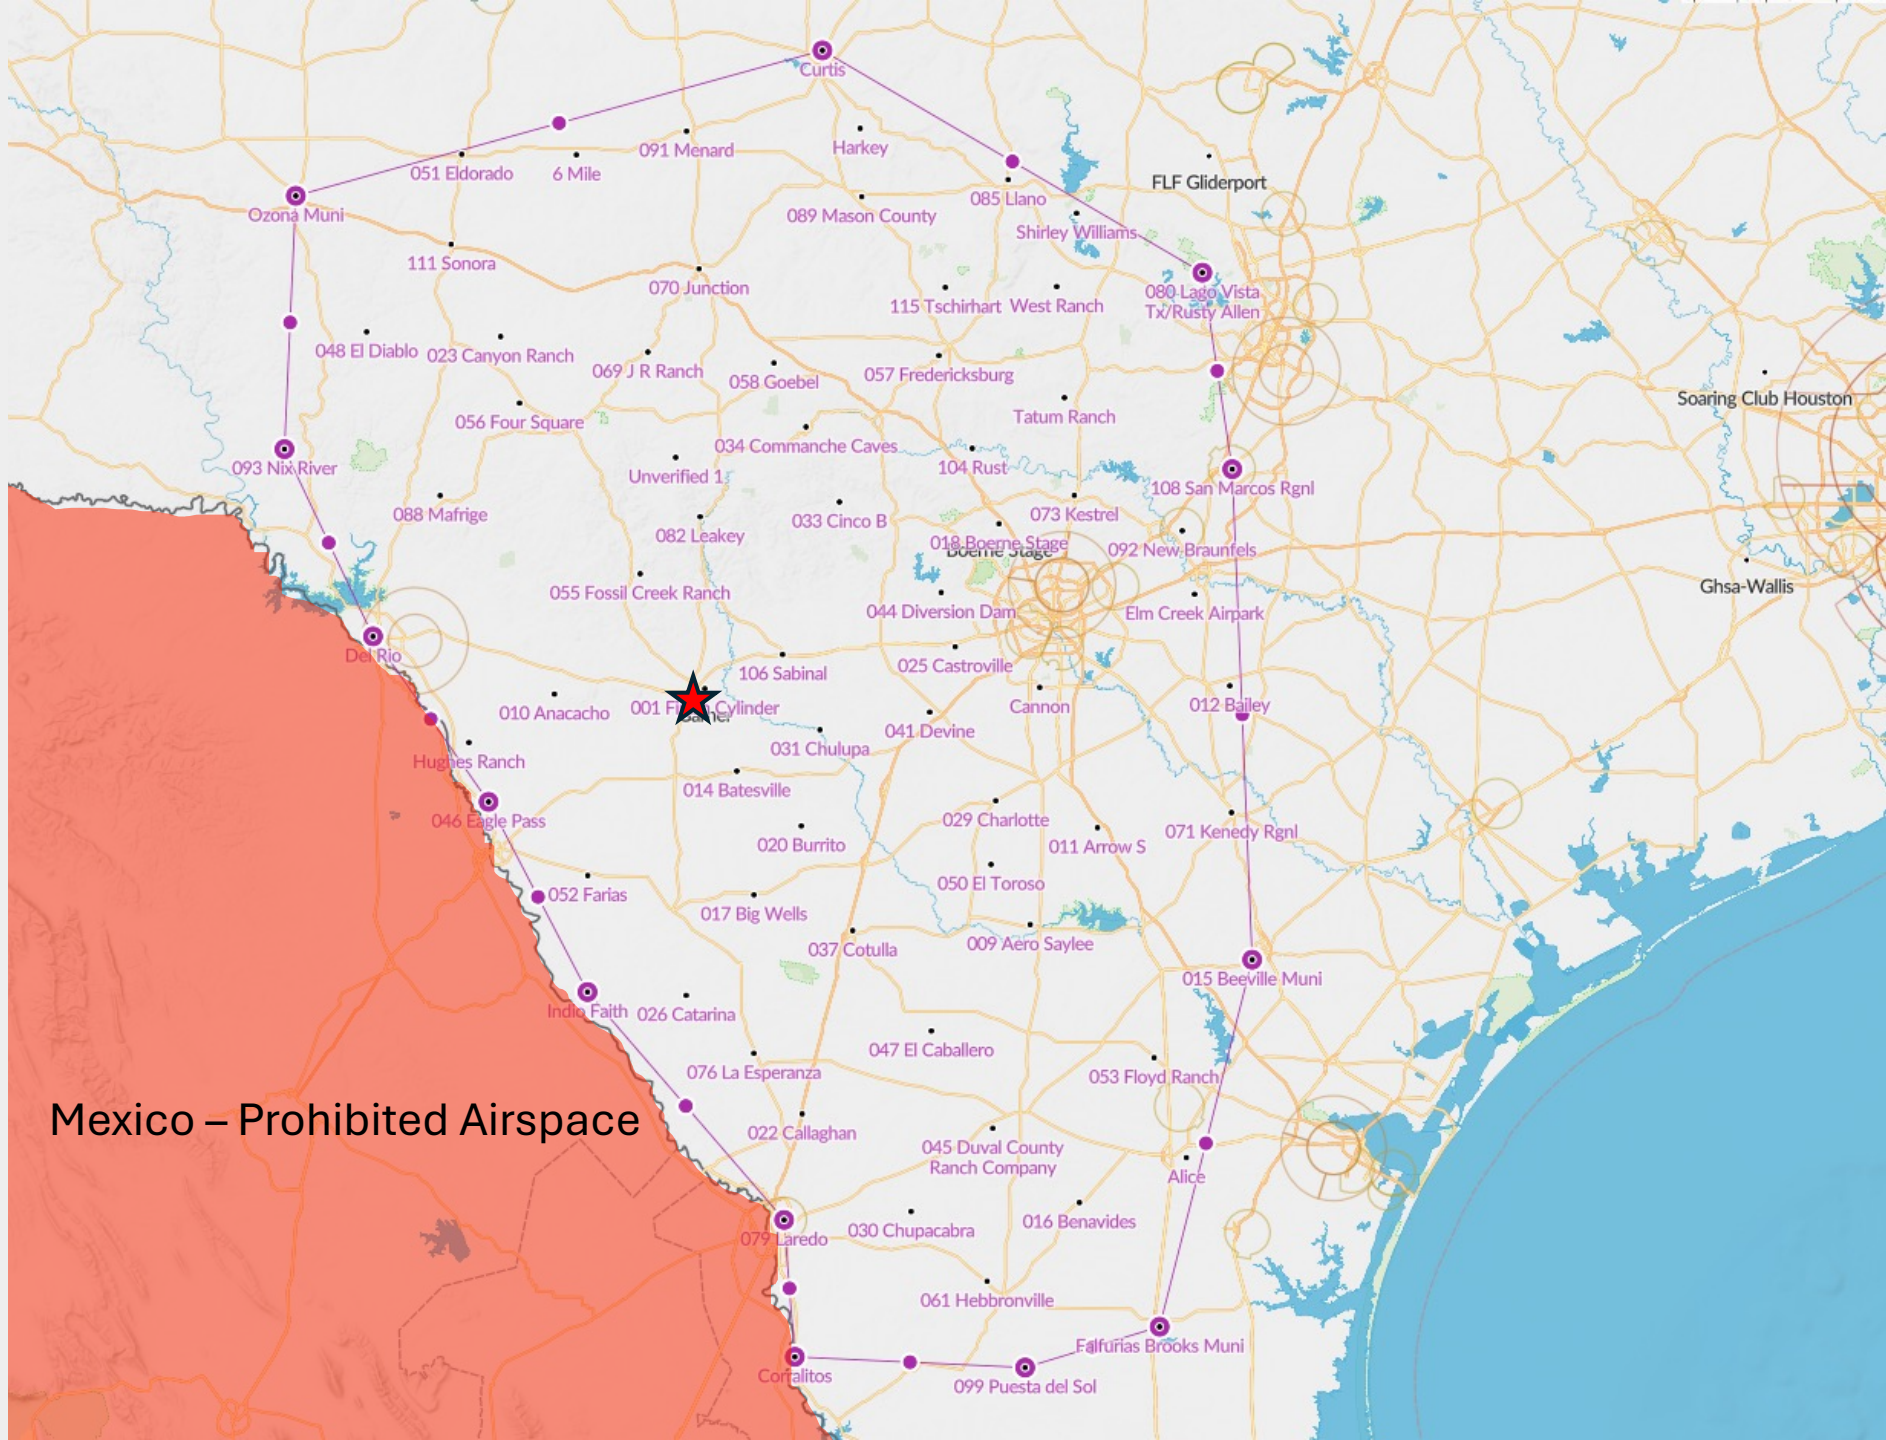 Curtis
091 Menard
Harkey
051 Eldorado
6 Mile
085 Llano
FLF Gliderport
Ozona Muni
089 Mason County
Shirley Williams
111 Sonora
070 Junction
115 Tschirhart
West Ranch
080 Lago Vista
Tx/Rusty Allen
048 El Diablo
023 Canyon Ranch
069 J R Ranch
058 Goebel
057 Fredericksburg
Soaring Club Houston
056 Four Square
Tatum Ranch
034 Commanche Caves
093 Nix River
Unverified 1
104 Rust
108 San Marcos Rgnl
088 Mafrige
033 Cinco B
073 Kestrel
082 Leakey
018 Boerne Stage
Boerne Stage
092 New Braunfels
055 Fossil Creek Ranch
Ghsa-Wallis
044 Diversion Dam
Elm Creek Airpark
Del Rio
106 Sabinal
025 Castroville
010 Anacacho
001 Cylinder
Cannon
012 Bailey
041 Devine
031 Chulupa
Hughes Ranch
014 Batesville
046 Eagle Pass
029 Charlotte
071 Kenedy Rgnl
020 Burrito
011 Arrow S
050 El Toroso
052 Farias
017 Big Wells
037 Cotulla
009 Aero Saylee
015 Beeville Muni
Indio Faith
026 Catarina
047 El Caballero
076 La Esperanza
053 Floyd Ranch
Mexico – Prohibited Airspace
022 Callaghan
045 Duval County
Ranch Company
Alice
016 Benavides
030 Chupacabra
079 Laredo
061 Hebbronville
Falfurias Brooks Muni
Corralitos
099 Puesta del Sol